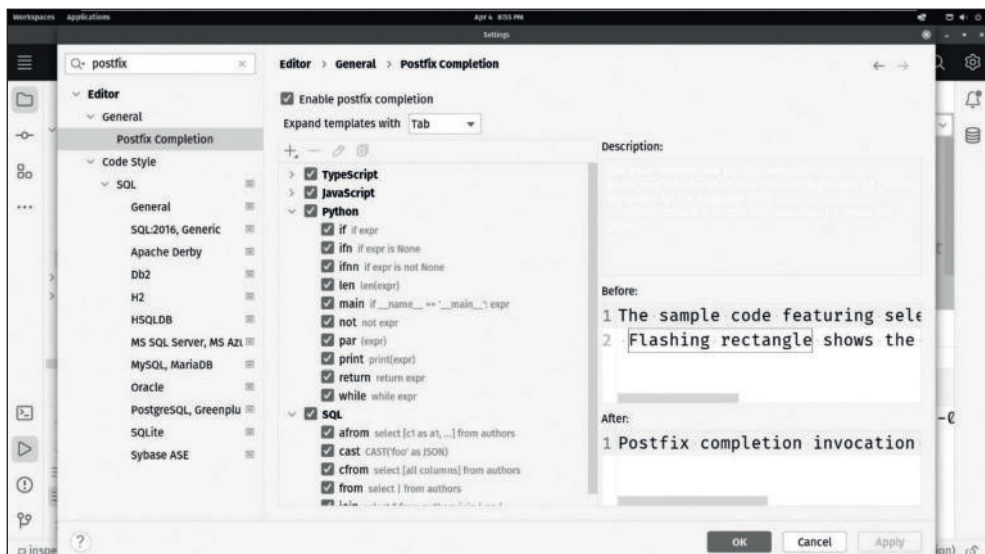 Workspaces Applications
Apr 4 8:55 PM
Settings
postfix
Editor
General
Postfix Completion
Code Style
SQL
General
SQL:2016, Generic
Apache Derby
Db2
H2
HSQLDB
MS SQL Server, MS Azu
MySQL, MariaDB
Oracle
PostgreSQL, Greenplu
SQLite
Sybase ASE
Editor > General > Postfix Completion
Enable postfix completion
Expand templates with Tab
TypeScript
JavaScript
Python
if if expr
ifn if expr is None
ifnn if expr is not None
len len(expr)
main if __name__ == '__main__': expr
not not expr
par (expr)
print print(expr)
return return expr
while while expr
SQL
afrom select [c1 as a1, ...] from authors
cast CAST('foo' as JSON)
cfrom select [all columns] from authors
from select | from authors
join
Description:
Before:
1 The sample code featuring sele
2 Flashing rectangle shows the
After:
1 Postfix completion invocation
?
OK Cancel Apply
inspe
ion)